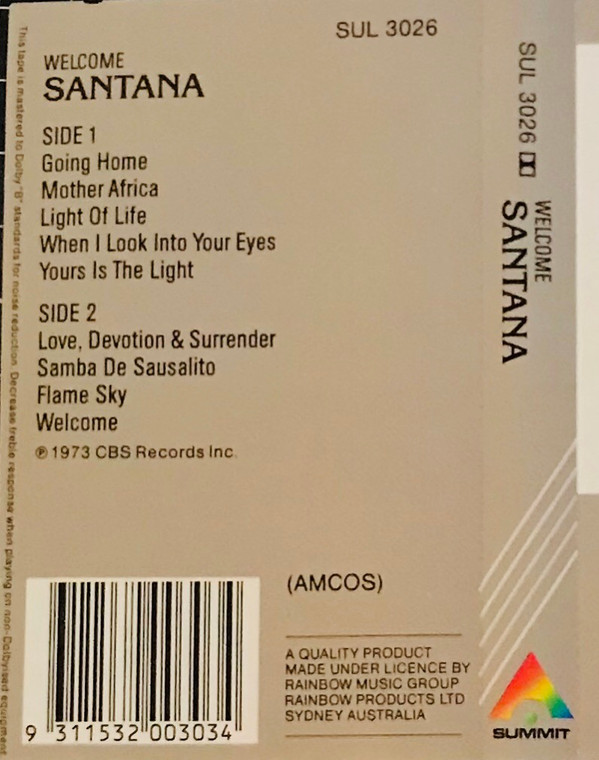 This tape is mastered to Dolby "B" standards for noise reduction. Decrease treble response when playing on non-Dolbyised equipment
SUL 3026
WELCOME
SANTANA
SIDE 1
Going Home
Mother Africa
Light Of Life
When I Look Into Your Eyes
Yours Is The Light
SIDE 2
Love, Devotion & Surrender
Samba De Sausalito
Flame Sky
Welcome
℗ 1973 CBS Records Inc.
(AMCOS)
A QUALITY PRODUCT
MADE UNDER LICENCE BY
RAINBOW MUSIC GROUP
RAINBOW PRODUCTS LTD
SYDNEY AUSTRALIA
9 311532 003034
SUL 3026
WELCOME
SANTANA
SUMMIT